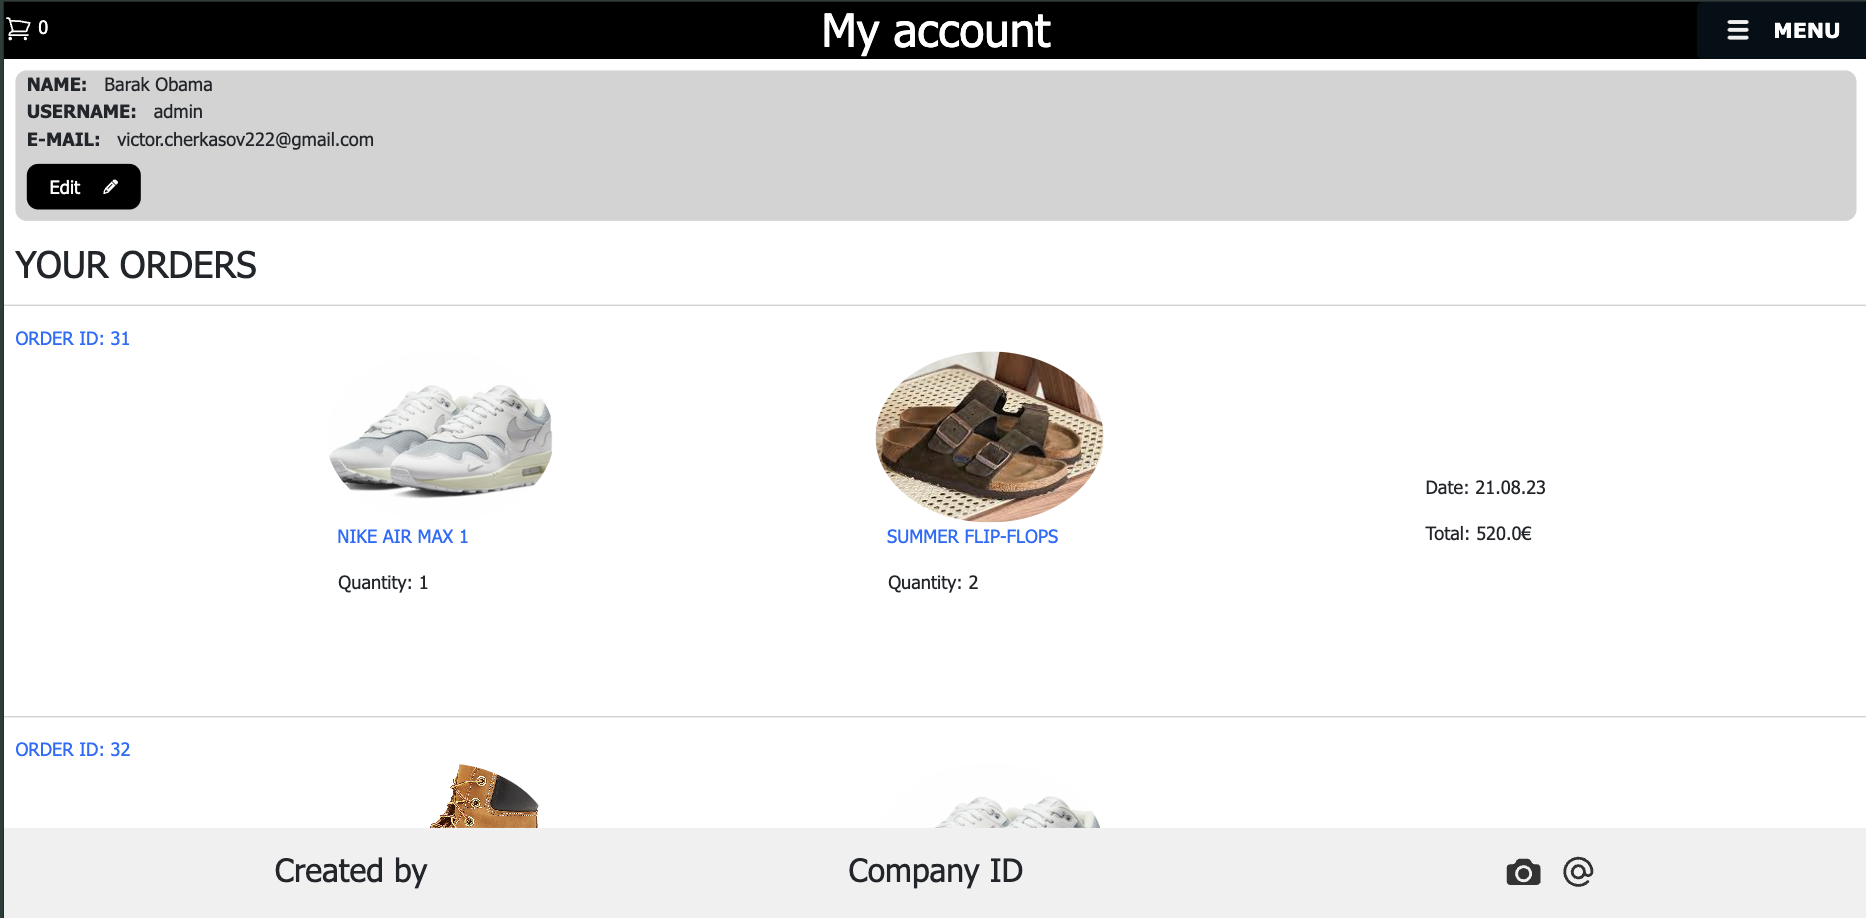 0
My account
MENU
NAME: Barak Obama
USERNAME: admin
E-MAIL: victor.cherkasov222@gmail.com
Edit
YOUR ORDERS
ORDER ID: 31
NIKE AIR MAX 1
Quantity: 1
SUMMER FLIP-FLOPS
Quantity: 2
Date: 21.08.23
Total: 520.0€
ORDER ID: 32
Created by
Company ID